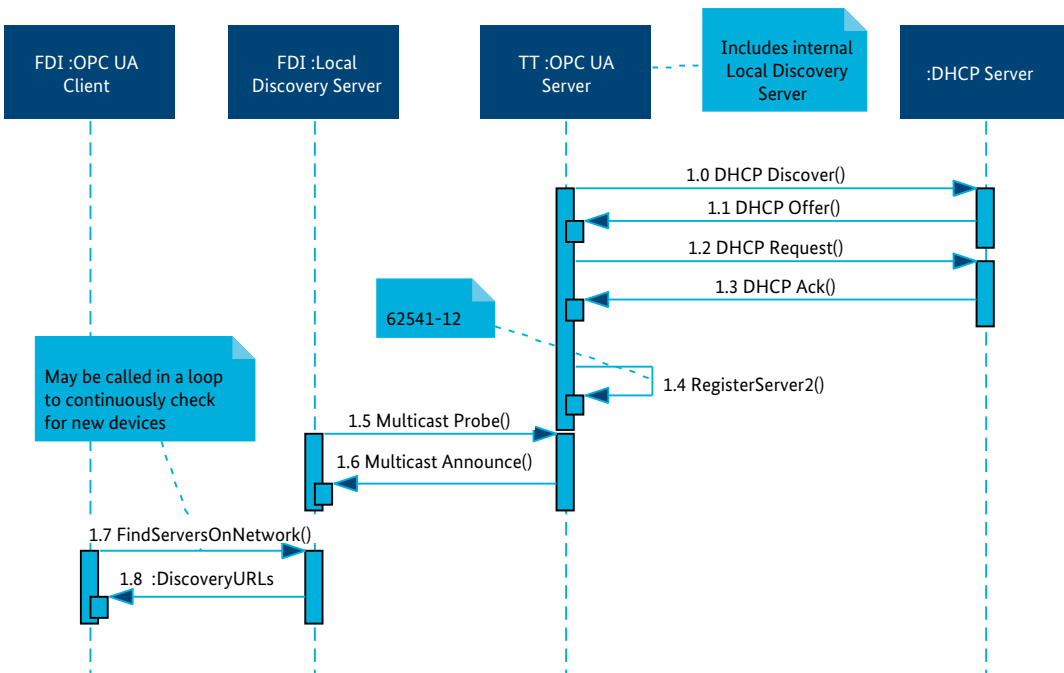 FDI :OPC UA
Client
FDI :Local
Discovery Server
TT :OPC UA
Server
Includes internal
Local Discovery
Server
:DHCP Server
1.0 DHCP Discover()
1.1 DHCP Offer()
1.2 DHCP Request()
1.3 DHCP Ack()
62541-12
1.4 RegisterServer2()
May be called in a loop
to continuously check
for new devices
1.5 Multicast Probe()
1.6 Multicast Announce()
1.7 FindServersOnNetwork()
1.8 :DiscoveryURLs